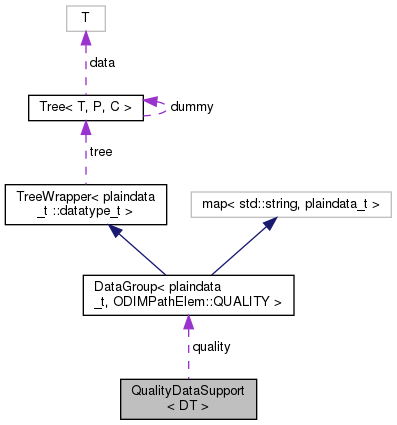 T
data
Tree< T, P, C >
dummy
tree
TreeWrapper< plaindata
_t ::datatype_t >
map< std::string, plaindata_t >
DataGroup< plaindata
_t, ODIMPathElem::QUALITY >
quality
QualityDataSupport
< DT >